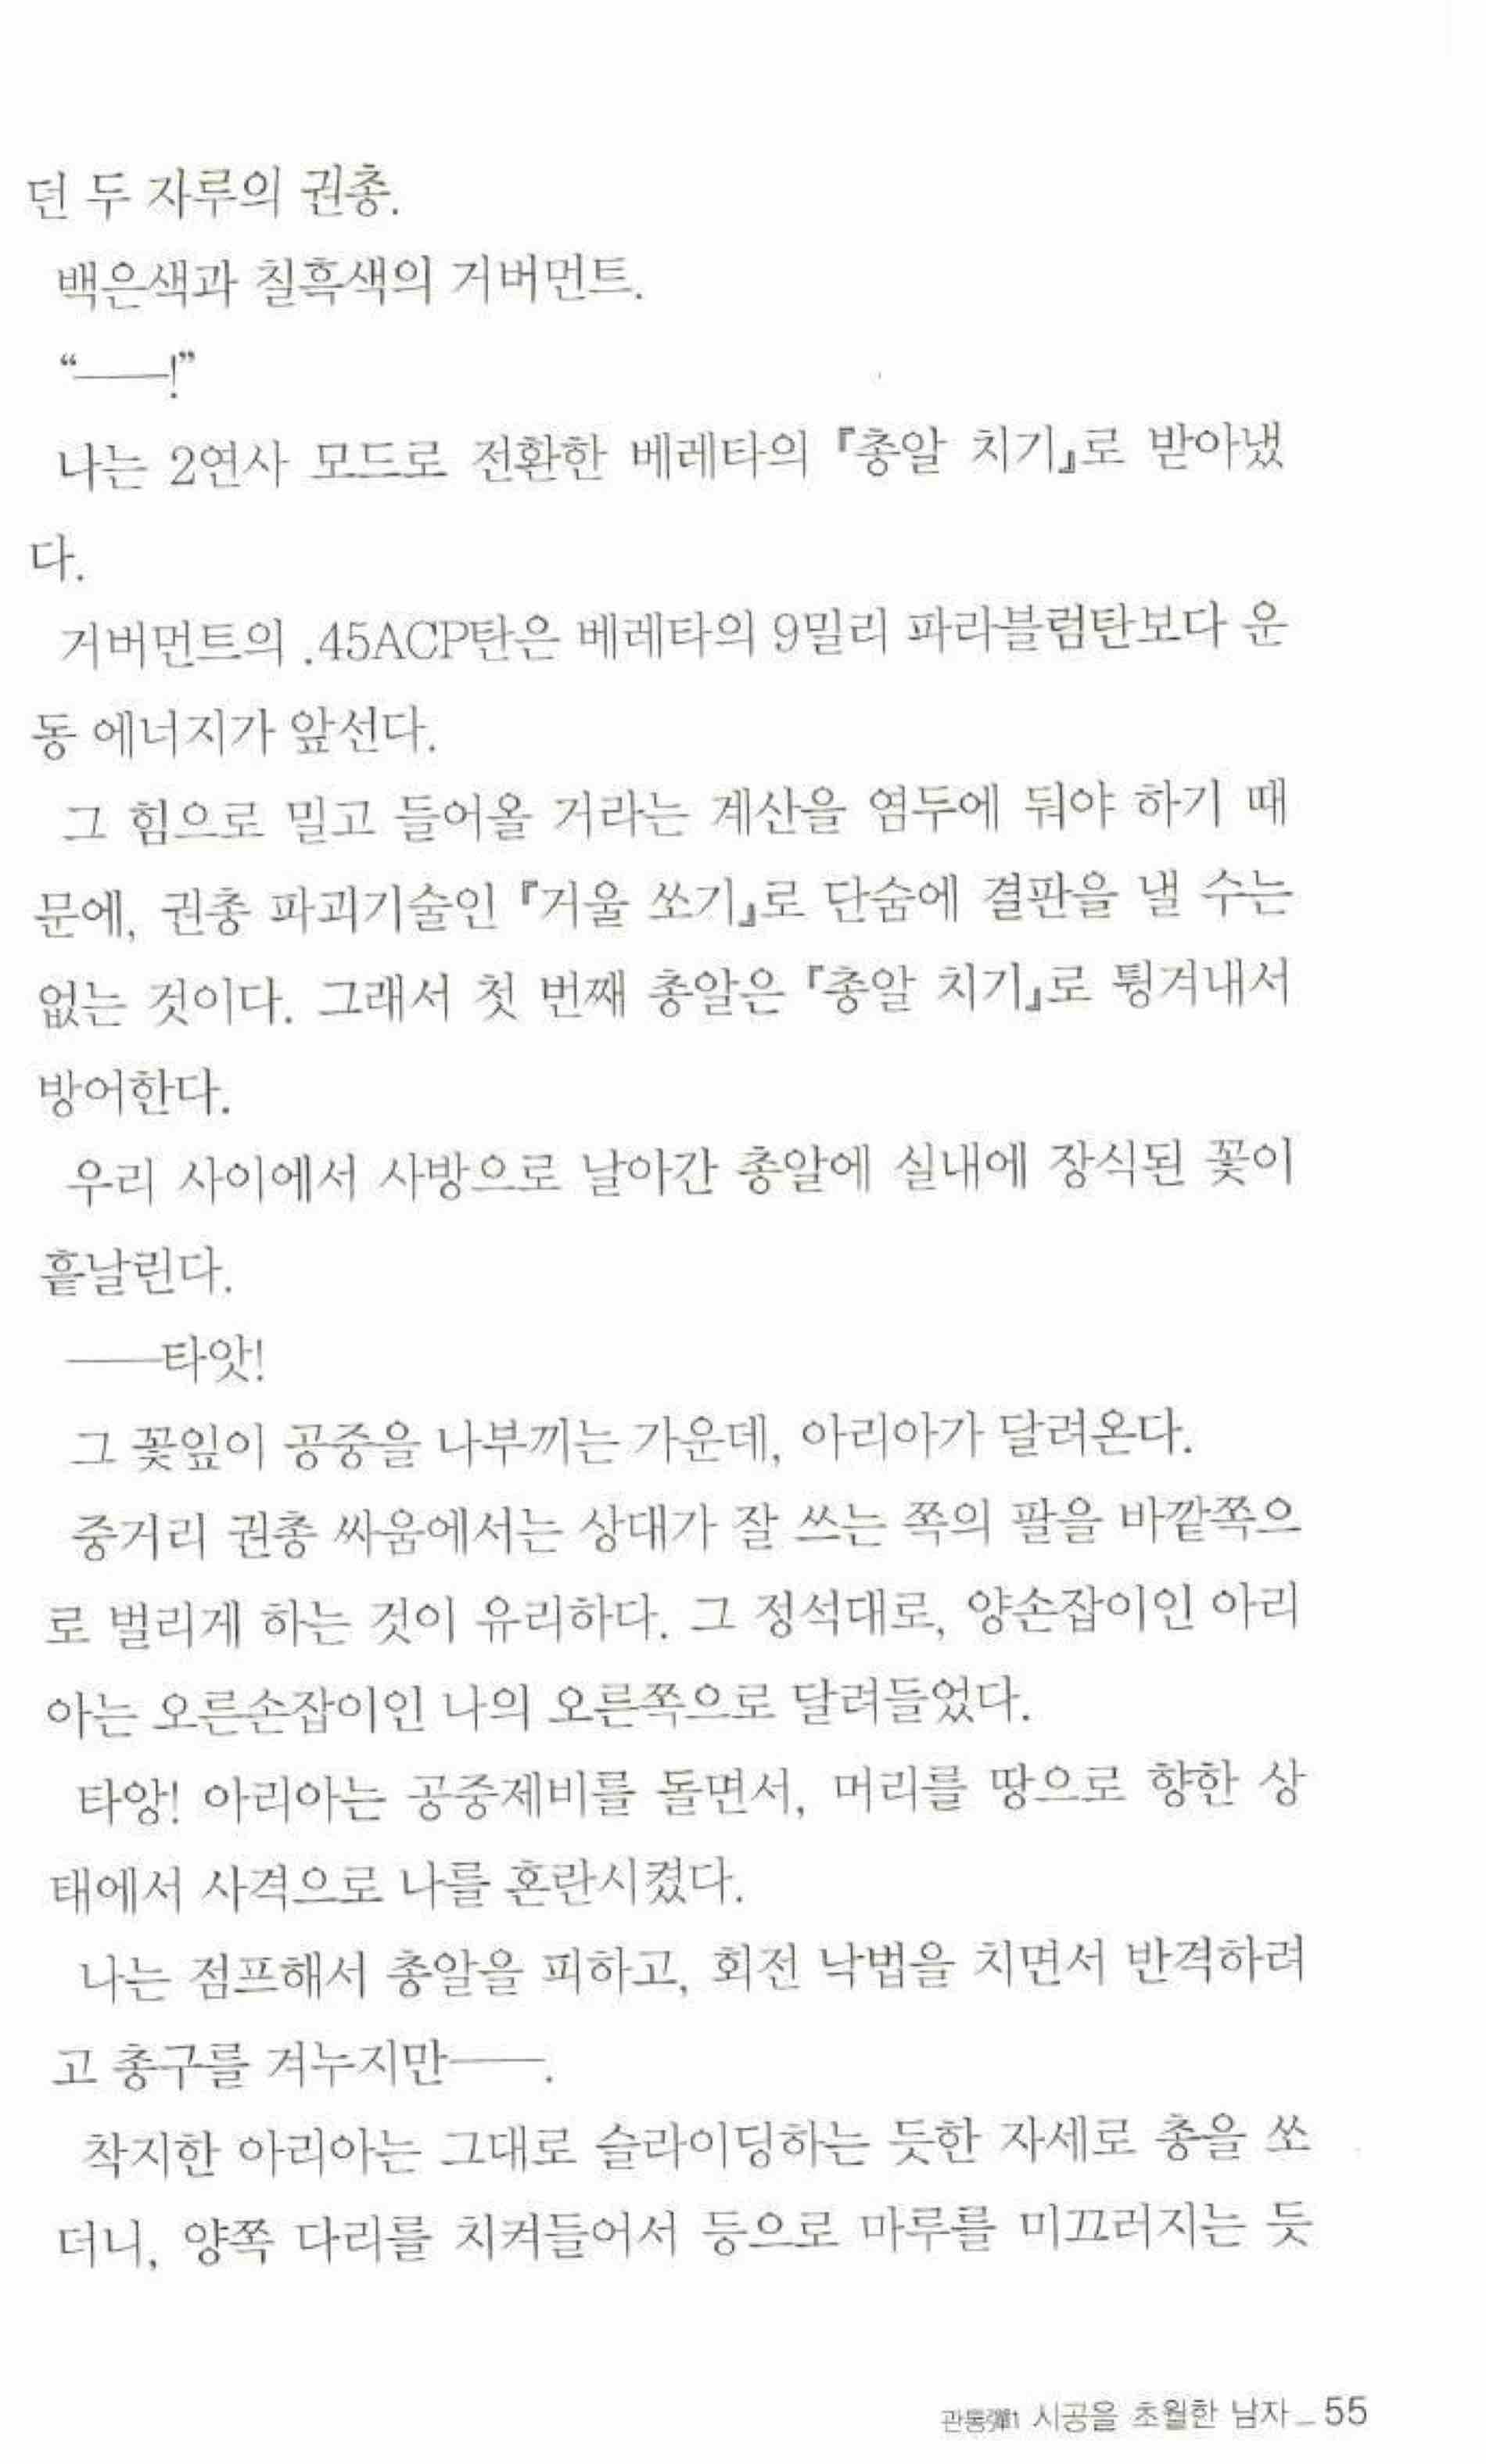 던 두 자루의 권총.
백은색과 칠흑색의 거버먼트.
“――!”
나는 2연사 모드로 전환한 베레타의 『총알 치기』로 받아냈
다.
거버먼트의 .45ACP탄은 베레타의 9밀리 파라블럼탄보다 운
동 에너지가 앞선다.
그 힘으로 밀고 들어올 거라는 계산을 염두에 둬야 하기 때
문에, 권총 파괴기술인 『거울 쏘기』로 단숨에 결판을 낼 수는
없는 것이다. 그래서 첫 번째 총알은 『총알 치기』로 튕겨내서
방어한다.
우리 사이에서 사방으로 날아간 총알에 실내에 장식된 꽃이
흩날린다.
――타앗!
그 꽃잎이 공중을 나부끼는 가운데, 아리아가 달려온다.
중거리 권총 싸움에서는 상대가 잘 쓰는 쪽의 팔을 바깥쪽으
로 벌리게 하는 것이 유리하다. 그 정석대로, 양손잡이인 아리
아는 오른손잡이인 나의 오른쪽으로 달려들었다.
타앙! 아리아는 공중제비를 돌면서, 머리를 땅으로 향한 상
태에서 사격으로 나를 혼란시켰다.
나는 점프해서 총알을 피하고, 회전 낙법을 치면서 반격하려
고 총구를 겨누지만――.
착지한 아리아는 그대로 슬라이딩하는 듯한 자세로 총을 쏘
더니, 양쪽 다리를 치켜들어서 등으로 마루를 미끄러지는 듯
관통彈1 시공을 초월한 남자_55